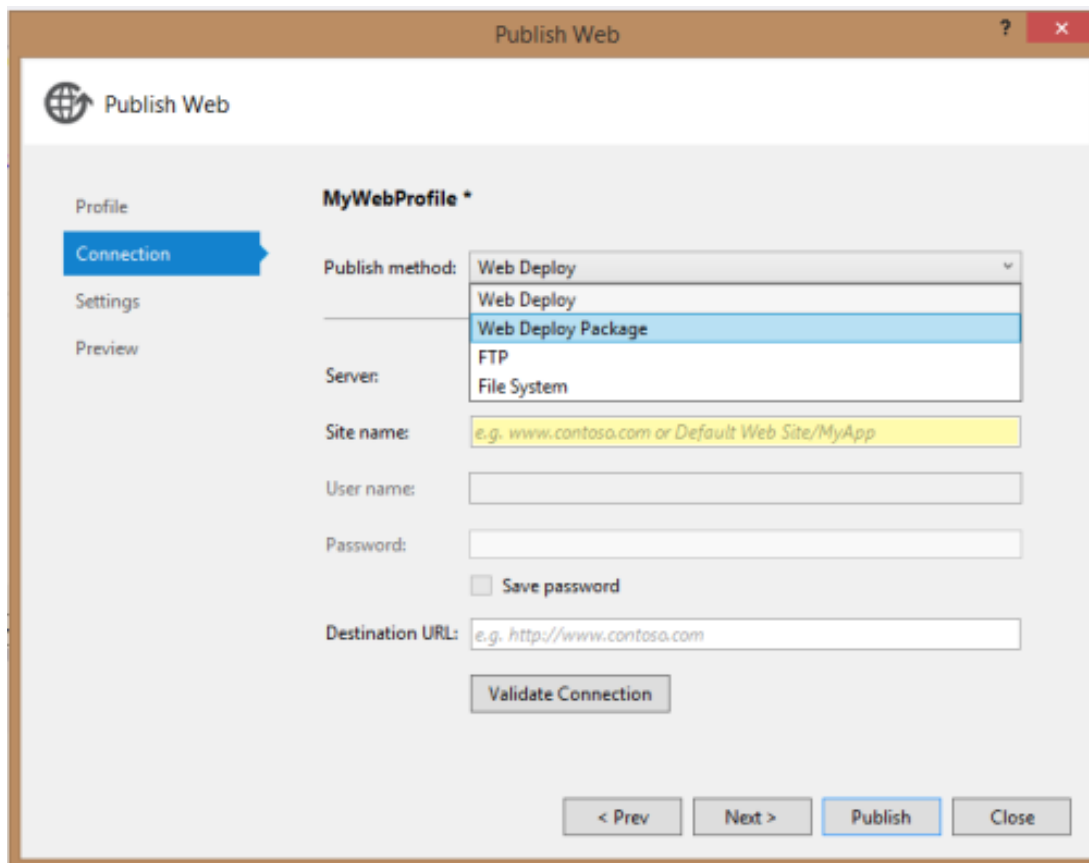 Publish Web
?
Publish Web
Profile
Connection
Settings
Preview
MyWebProfile *
Publish method: Web Deploy
Web Deploy
Web Deploy Package
FTP
File System
Server:
Site name: e.g. www.contoso.com or Default Web Site/MyApp
User name:
Password:
Save password
Destination URL: e.g. http://www.contoso.com
Validate Connection
< Prev Next > Publish Close